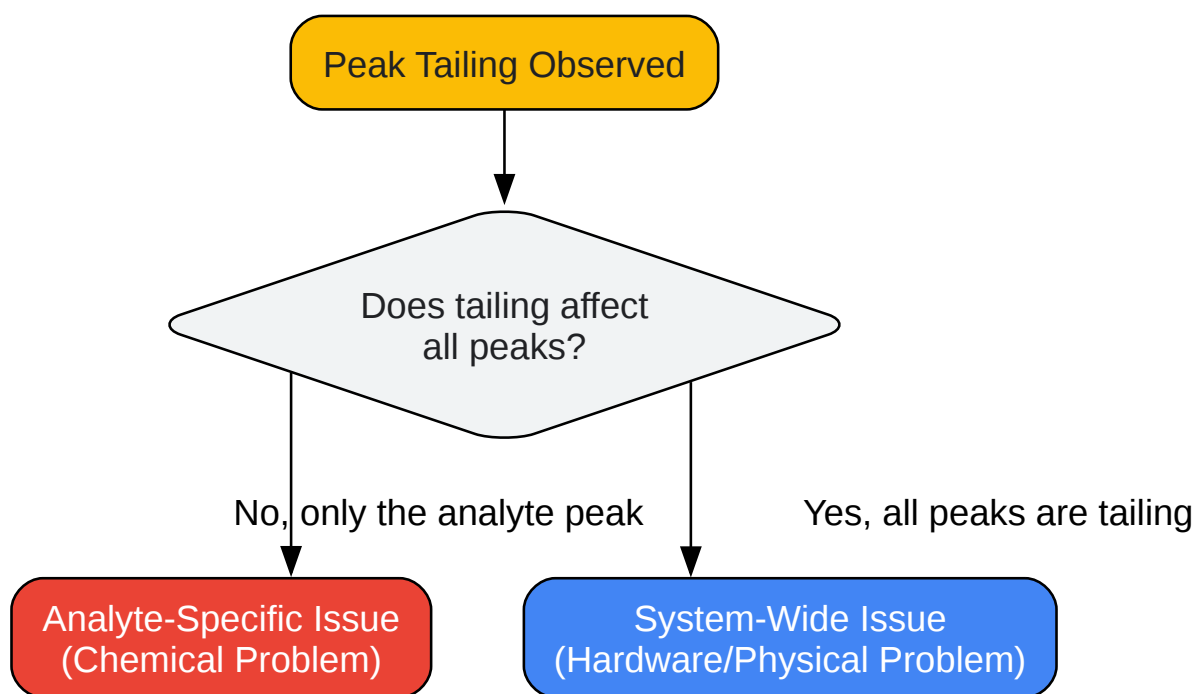 Peak Tailing Observed
Does tailing affect
all peaks?
No, only the analyte peak
Yes, all peaks are tailing
Analyte-Specific Issue
(Chemical Problem)
System-Wide Issue
(Hardware/Physical Problem)